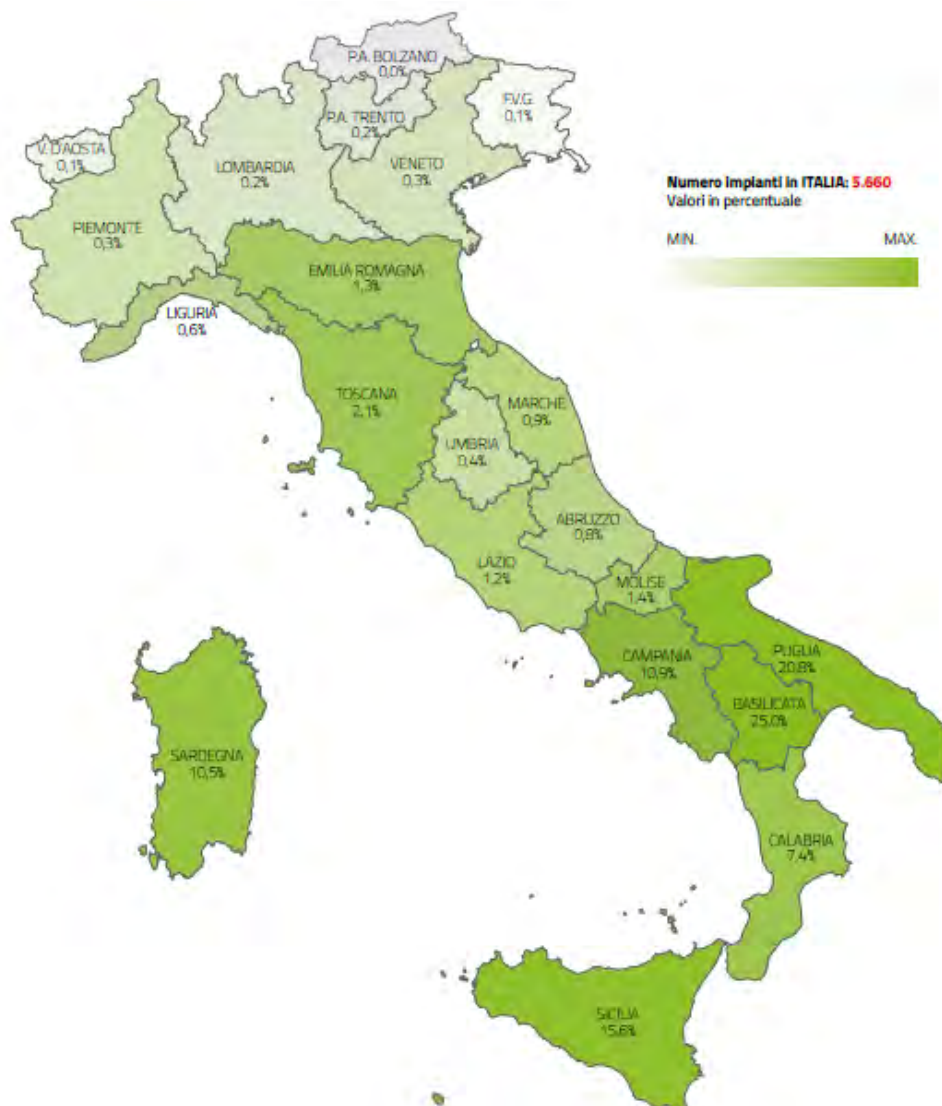 P.A. BOLZANO
0,0%
P.A. TRENTO
0,2%
F.V.G.
0,1%
V. D'AOSTA
0,1%
LOMBARDIA
0,2%
VENETO
0,3%
Numero Impianti in ITALIA: 5.660
Valori in percentuale
MIN. MAX.
PIEMONTE
0,3%
EMILIA ROMAGNA
1,3%
LIGURIA
0,6%
TOSCANA
2,1%
MARCHE
0,9%
UMBRIA
0,4%
ABRUZZO
0,8%
LAZIO
1,2%
MOLISE
1,4%
CAMPANIA
10,9%
PUGLIA
20,8%
BASILICATA
25,0%
SARDEGNA
10,5%
CALABRIA
7,4%
SICILIA
15,6%